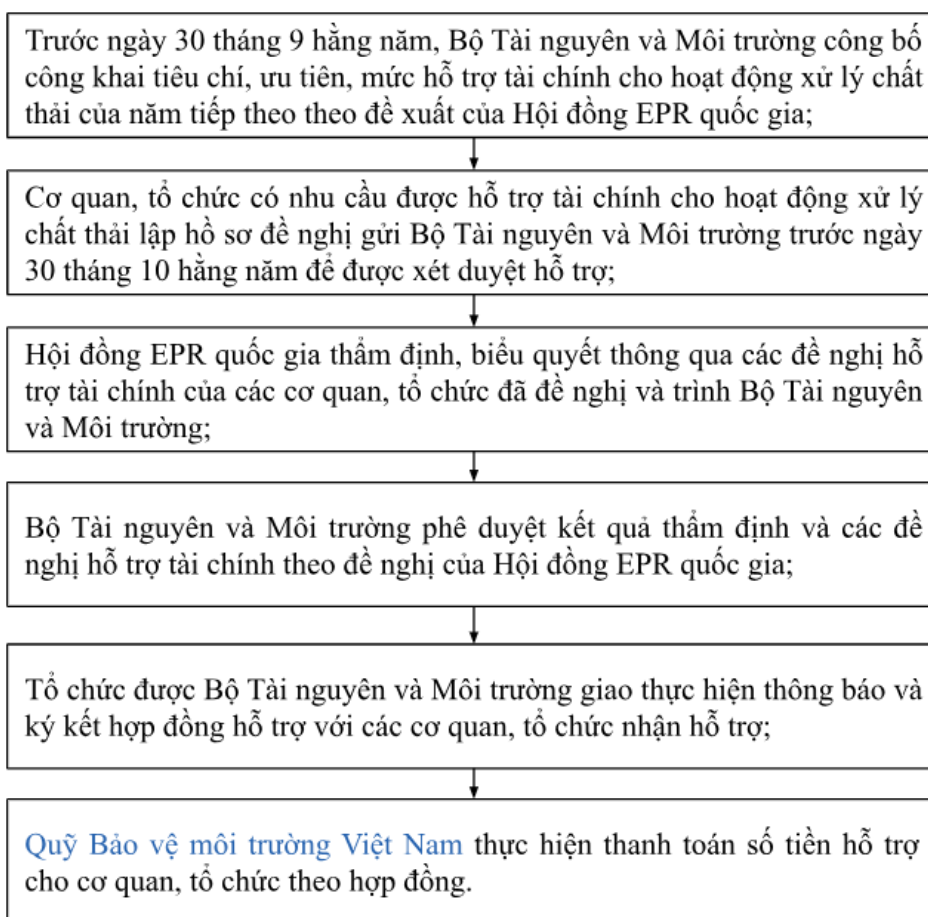 Trước ngày 30 tháng 9 hằng năm, Bộ Tài nguyên và Môi trường công bố
công khai tiêu chí, ưu tiên, mức hỗ trợ tài chính cho hoạt động xử lý chất
thải của năm tiếp theo theo đề xuất của Hội đồng EPR quốc gia;
Cơ quan, tổ chức có nhu cầu được hỗ trợ tài chính cho hoạt động xử lý
chất thải lập hồ sơ đề nghị gửi Bộ Tài nguyên và Môi trường trước ngày
30 tháng 10 hằng năm để được xét duyệt hỗ trợ;
Hội đồng EPR quốc gia thẩm định, biểu quyết thông qua các đề nghị hỗ
trợ tài chính của các cơ quan, tổ chức đã đề nghị và trình Bộ Tài nguyên
và Môi trường;
Bộ Tài nguyên và Môi trường phê duyệt kết quả thẩm định và các đề
nghị hỗ trợ tài chính theo đề nghị của Hội đồng EPR quốc gia;
Tổ chức được Bộ Tài nguyên và Môi trường giao thực hiện thông báo và
ký kết hợp đồng hỗ trợ với các cơ quan, tổ chức nhận hỗ trợ;
Quỹ Bảo vệ môi trường Việt Nam thực hiện thanh toán số tiền hỗ trợ
cho cơ quan, tổ chức theo hợp đồng.